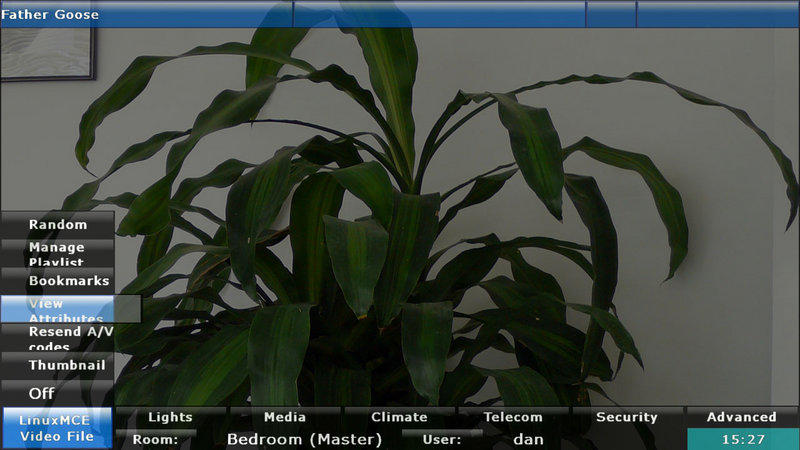 Father Goose
Random
Manage
Playlist
Bookmarks
View
Attributes
Resend A/V
codes
Thumbnail
Off
LinuxMCE
Video File
Lights Media Climate Telecom Security Advanced
Room: Bedroom (Master) User: dan 15:27